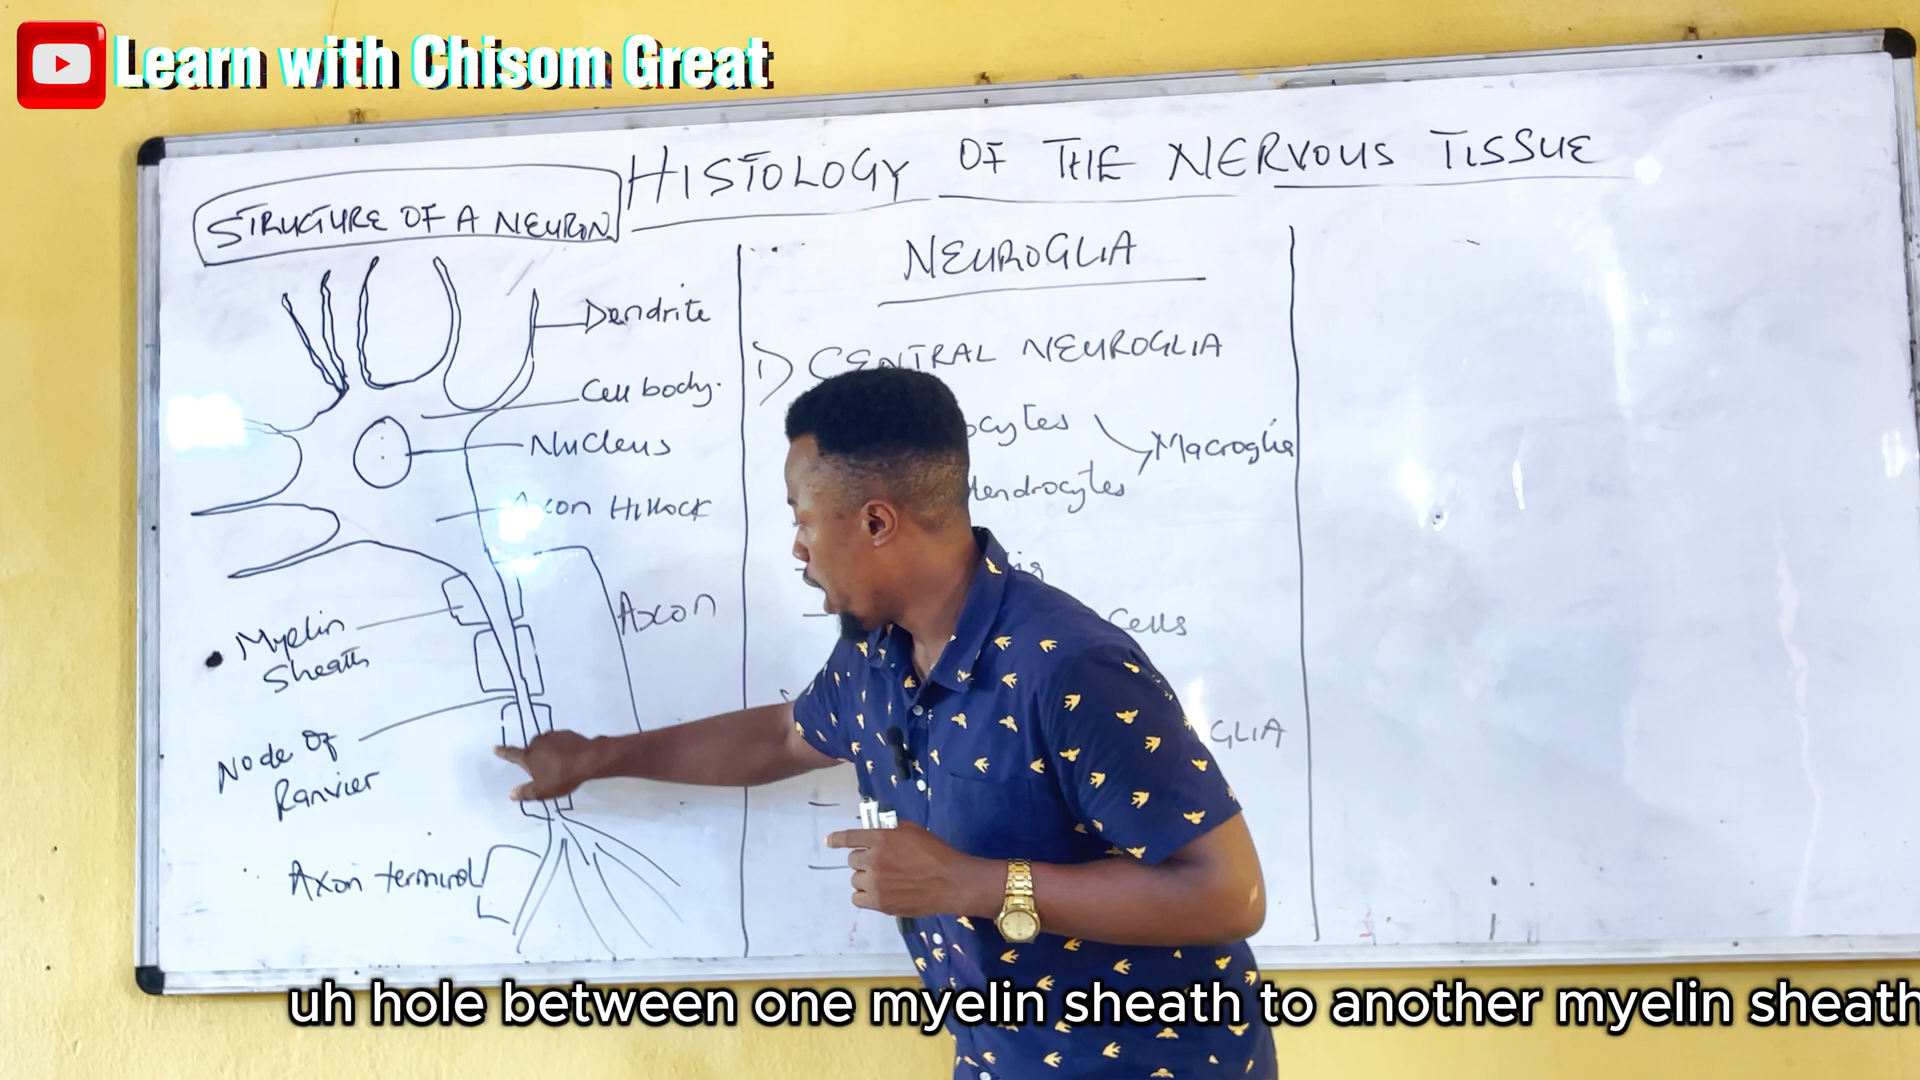 Learn with Chisom Great
HISTOLOGY OF THE NERVOUS TISSUE
STRUCTURE OF A NEURON
Dendrite
Cell body.
Nucleus
Axon Hillock
Axon
Myelin
Sheath
Node Of
Ranvier
Axon terminal
NEUROGLIA
1) CENTRAL NEUROGLIA
ocytes
Macroglia
dendrocytes
Cells
GLIA
uh hole between one myelin sheath to another myelin sheath